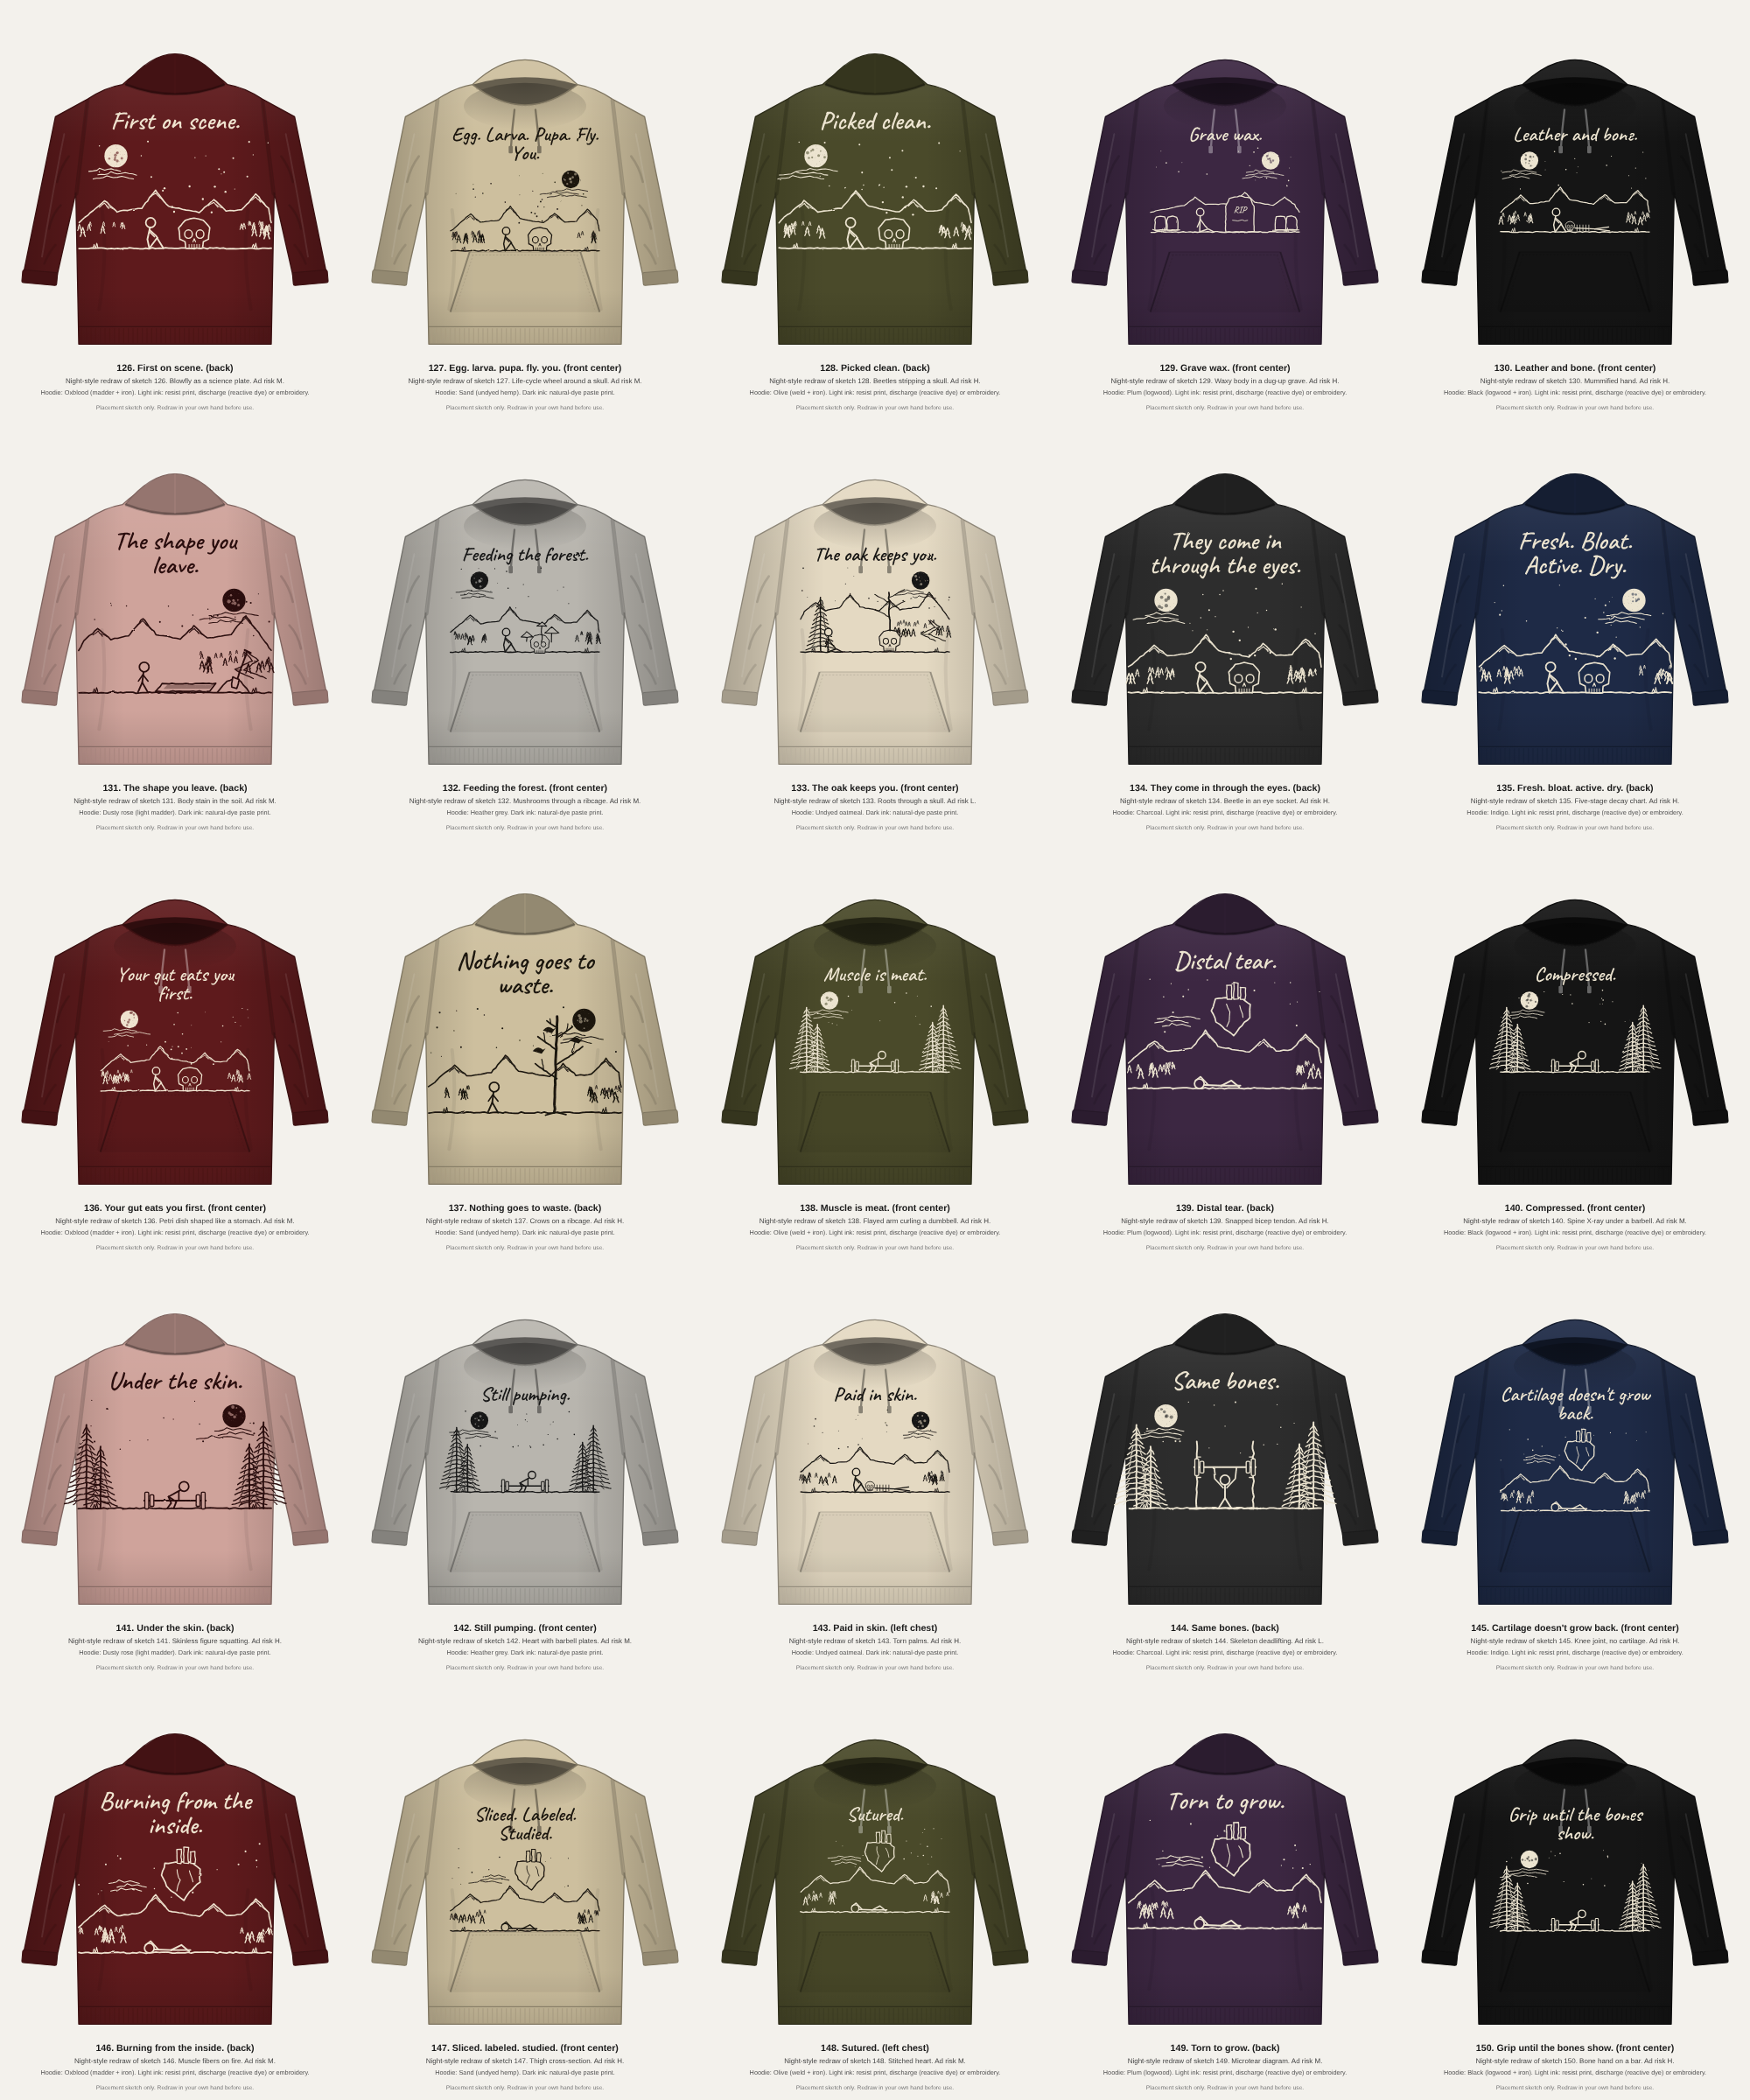 First on scene.
126. First on scene. (back)
Night-style redraw of sketch 126. Blowfly as a science plate. Ad risk M.
Hoodie: Oxblood (madder + iron). Light ink: resist print, discharge (reactive dye) or embroidery.
Placement sketch only. Redraw in your own hand before use.
Egg. Larva. Pupa. Fly.
You.
127. Egg. larva. pupa. fly. you. (front center)
Night-style redraw of sketch 127. Life-cycle wheel around a skull. Ad risk M.
Hoodie: Sand (undyed hemp). Dark ink: natural-dye paste print.
Placement sketch only. Redraw in your own hand before use.
Picked clean.
128. Picked clean. (back)
Night-style redraw of sketch 128. Beetles stripping a skull. Ad risk H.
Hoodie: Olive (weld + iron). Light ink: resist print, discharge (reactive dye) or embroidery.
Placement sketch only. Redraw in your own hand before use.
Grave wax.
RIP
129. Grave wax. (front center)
Night-style redraw of sketch 129. Waxy body in a dug-up grave. Ad risk H.
Hoodie: Plum (logwood). Light ink: resist print, discharge (reactive dye) or embroidery.
Placement sketch only. Redraw in your own hand before use.
Leather and bone.
130. Leather and bone. (front center)
Night-style redraw of sketch 130. Mummified hand. Ad risk H.
Hoodie: Black (logwood + iron). Light ink: resist print, discharge (reactive dye) or embroidery.
Placement sketch only. Redraw in your own hand before use.
The shape you
leave.
131. The shape you leave. (back)
Night-style redraw of sketch 131. Body stain in the soil. Ad risk M.
Hoodie: Dusty rose (light madder). Dark ink: natural-dye paste print.
Placement sketch only. Redraw in your own hand before use.
Feeding the forest.
132. Feeding the forest. (front center)
Night-style redraw of sketch 132. Mushrooms through a ribcage. Ad risk M.
Hoodie: Heather grey. Dark ink: natural-dye paste print.
Placement sketch only. Redraw in your own hand before use.
The oak keeps you.
133. The oak keeps you. (front center)
Night-style redraw of sketch 133. Roots through a skull. Ad risk L.
Hoodie: Undyed oatmeal. Dark ink: natural-dye paste print.
Placement sketch only. Redraw in your own hand before use.
They come in
through the eyes.
134. They come in through the eyes. (back)
Night-style redraw of sketch 134. Beetle in an eye socket. Ad risk H.
Hoodie: Charcoal. Light ink: resist print, discharge (reactive dye) or embroidery.
Placement sketch only. Redraw in your own hand before use.
Fresh. Bloat.
Active. Dry.
135. Fresh. bloat. active. dry. (back)
Night-style redraw of sketch 135. Five-stage decay chart. Ad risk H.
Hoodie: Indigo. Light ink: resist print, discharge (reactive dye) or embroidery.
Placement sketch only. Redraw in your own hand before use.
Your gut eats you
first.
136. Your gut eats you first. (front center)
Night-style redraw of sketch 136. Petri dish shaped like a stomach. Ad risk M.
Hoodie: Oxblood (madder + iron). Light ink: resist print, discharge (reactive dye) or embroidery.
Placement sketch only. Redraw in your own hand before use.
Nothing goes to
waste.
137. Nothing goes to waste. (back)
Night-style redraw of sketch 137. Crows on a ribcage. Ad risk H.
Hoodie: Sand (undyed hemp). Dark ink: natural-dye paste print.
Placement sketch only. Redraw in your own hand before use.
Muscle is meat.
138. Muscle is meat. (front center)
Night-style redraw of sketch 138. Flayed arm curling a dumbbell. Ad risk H.
Hoodie: Olive (weld + iron). Light ink: resist print, discharge (reactive dye) or embroidery.
Placement sketch only. Redraw in your own hand before use.
Distal tear.
139. Distal tear. (back)
Night-style redraw of sketch 139. Snapped bicep tendon. Ad risk H.
Hoodie: Plum (logwood). Light ink: resist print, discharge (reactive dye) or embroidery.
Placement sketch only. Redraw in your own hand before use.
Compressed.
140. Compressed. (front center)
Night-style redraw of sketch 140. Spine X-ray under a barbell. Ad risk M.
Hoodie: Black (logwood + iron). Light ink: resist print, discharge (reactive dye) or embroidery.
Placement sketch only. Redraw in your own hand before use.
Under the skin.
141. Under the skin. (back)
Night-style redraw of sketch 141. Skinless figure squatting. Ad risk H.
Hoodie: Dusty rose (light madder). Dark ink: natural-dye paste print.
Placement sketch only. Redraw in your own hand before use.
Still pumping.
142. Still pumping. (front center)
Night-style redraw of sketch 142. Heart with barbell plates. Ad risk M.
Hoodie: Heather grey. Dark ink: natural-dye paste print.
Placement sketch only. Redraw in your own hand before use.
Paid in skin.
143. Paid in skin. (left chest)
Night-style redraw of sketch 143. Torn palms. Ad risk H.
Hoodie: Undyed oatmeal. Dark ink: natural-dye paste print.
Placement sketch only. Redraw in your own hand before use.
Same bones.
144. Same bones. (back)
Night-style redraw of sketch 144. Skeleton deadlifting. Ad risk L.
Hoodie: Charcoal. Light ink: resist print, discharge (reactive dye) or embroidery.
Placement sketch only. Redraw in your own hand before use.
Cartilage doesn't grow
back.
145. Cartilage doesn't grow back. (front center)
Night-style redraw of sketch 145. Knee joint, no cartilage. Ad risk H.
Hoodie: Indigo. Light ink: resist print, discharge (reactive dye) or embroidery.
Placement sketch only. Redraw in your own hand before use.
Burning from the
inside.
146. Burning from the inside. (back)
Night-style redraw of sketch 146. Muscle fibers on fire. Ad risk M.
Hoodie: Oxblood (madder + iron). Light ink: resist print, discharge (reactive dye) or embroidery.
Placement sketch only. Redraw in your own hand before use.
Sliced. Labeled.
Studied.
147. Sliced. labeled. studied. (front center)
Night-style redraw of sketch 147. Thigh cross-section. Ad risk H.
Hoodie: Sand (undyed hemp). Dark ink: natural-dye paste print.
Placement sketch only. Redraw in your own hand before use.
Sutured.
148. Sutured. (left chest)
Night-style redraw of sketch 148. Stitched heart. Ad risk M.
Hoodie: Olive (weld + iron). Light ink: resist print, discharge (reactive dye) or embroidery.
Placement sketch only. Redraw in your own hand before use.
Torn to grow.
149. Torn to grow. (back)
Night-style redraw of sketch 149. Microtear diagram. Ad risk M.
Hoodie: Plum (logwood). Light ink: resist print, discharge (reactive dye) or embroidery.
Placement sketch only. Redraw in your own hand before use.
Grip until the bones
show.
150. Grip until the bones show. (front center)
Night-style redraw of sketch 150. Bone hand on a bar. Ad risk H.
Hoodie: Black (logwood + iron). Light ink: resist print, discharge (reactive dye) or embroidery.
Placement sketch only. Redraw in your own hand before use.